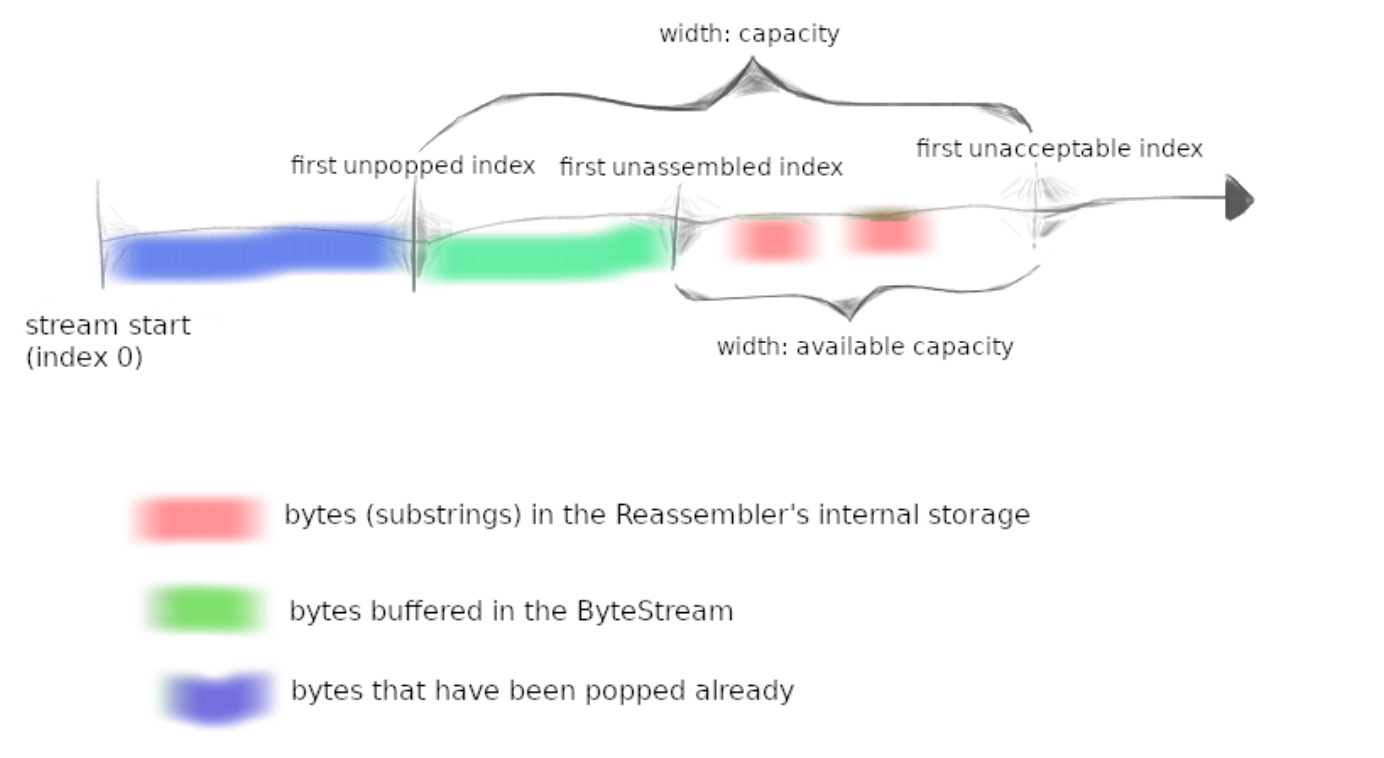 width: capacity
first unpopped index
first unassembled index
first unacceptable index
stream start
(index 0)
width: available capacity
bytes (substrings) in the Reassembler's internal storage
bytes buffered in the ByteStream
bytes that have been popped already